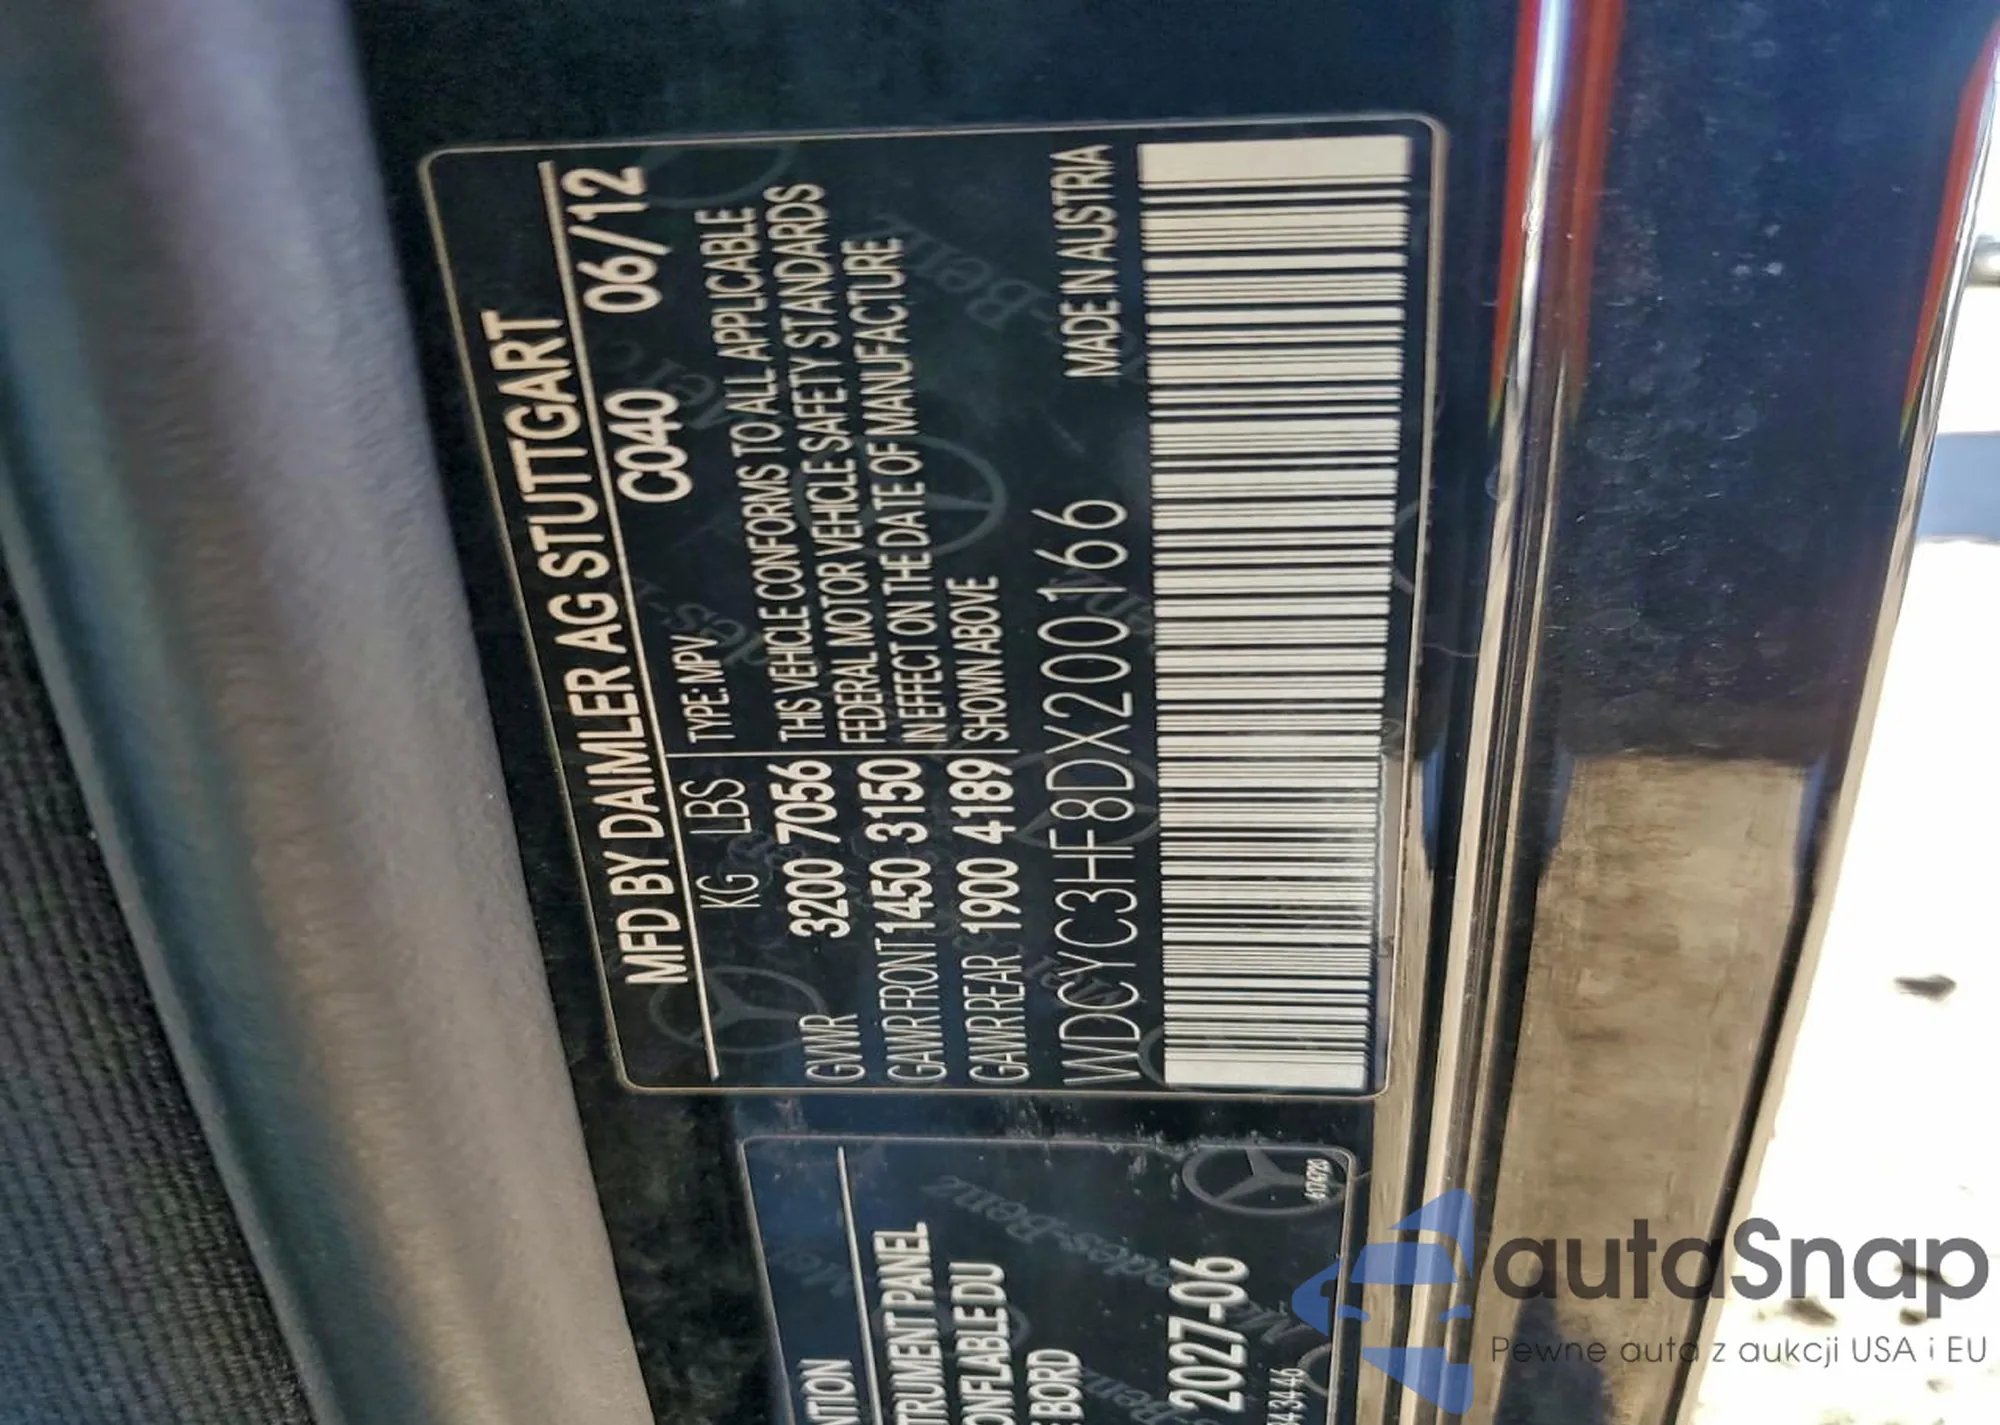 MFD BY DAIMLER AG STUTTGART
C040 06/12
KG LBS TYPE: MPV
GVWR 3200 7056 THIS VEHICLE CONFORMS TO ALL APPLICABLE
FEDERAL MOTOR VEHICLE SAFETY STANDARDS
GAWR FRONT 1450 3150 IN EFFECT ON THE DATE OF MANUFACTURE
GAWR REAR 1900 4189 SHOWN ABOVE
MADE IN AUSTRIA
WDCYC3HF8DX200166
NTION
TRUMENT PANEL
ONFLABLE DU
BORD
2027-06
6174720
autoSnap
Pewne auta z aukcji USA i EU